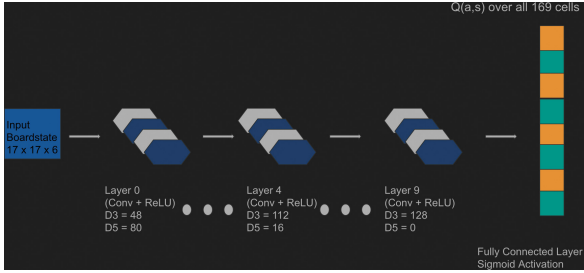 Q(a,s) over all 169 cells
Input
Boardstate
17 x 17 x 6
Layer 0
(Conv + ReLU)
D3 = 48
D5 = 80
Layer 4
(Conv + ReLU)
D3 = 112
D5 = 16
Layer 9
(Conv + ReLU)
D3 = 128
D5 = 0
Fully Connected Layer
Sigmoid Activation